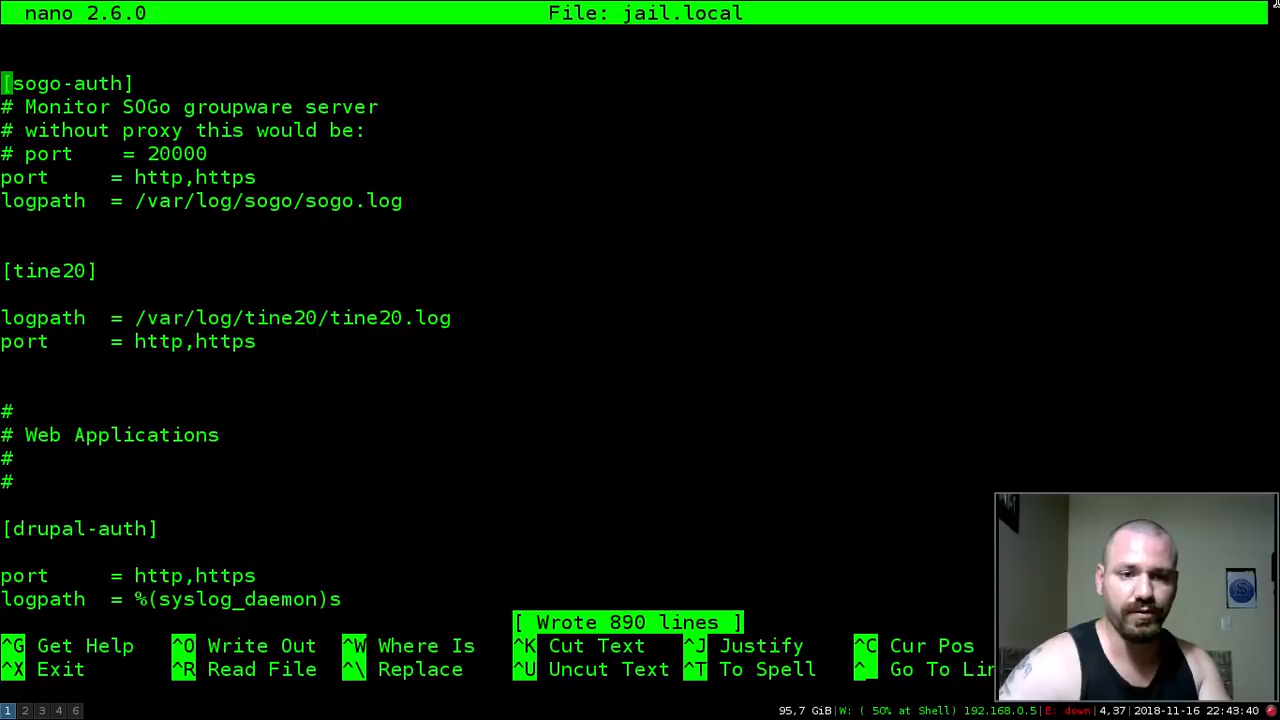 nano 2.6.0 File: jail.local
[sogo-auth]
# Monitor SOGo groupware server
# without proxy this would be:
# port    = 20000
port     = http,https
logpath  = /var/log/sogo/sogo.log
[tine20]
logpath  = /var/log/tine20/tine20.log
port     = http,https
#
# Web Applications
#
#
[drupal-auth]
port     = http,https
logpath  = %(syslog_daemon)s
[ Wrote 890 lines ]
^G Get Help ^O Write Out ^W Where Is ^K Cut Text ^J Justify ^C Cur Pos
^X Exit ^R Read File ^\ Replace ^U Uncut Text ^T To Spell ^_ Go To Lin
1 2 3 4 6 95,7 GiB|W: ( 50% at Shell) 192.168.0.5|E: down|4,37|2018-11-16 22:43:40